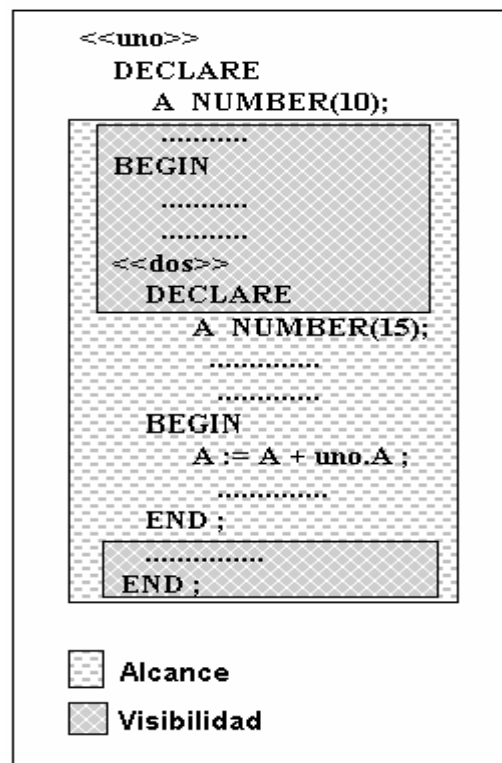 <<uno>>
DECLARE
A NUMBER(10);
...........
BEGIN
...........
...........
<<dos>>
DECLARE
A NUMBER(15);
.............
.............
BEGIN
A := A + uno.A ;
.............
END ;
..............
END ;
Alcance
Visibilidad